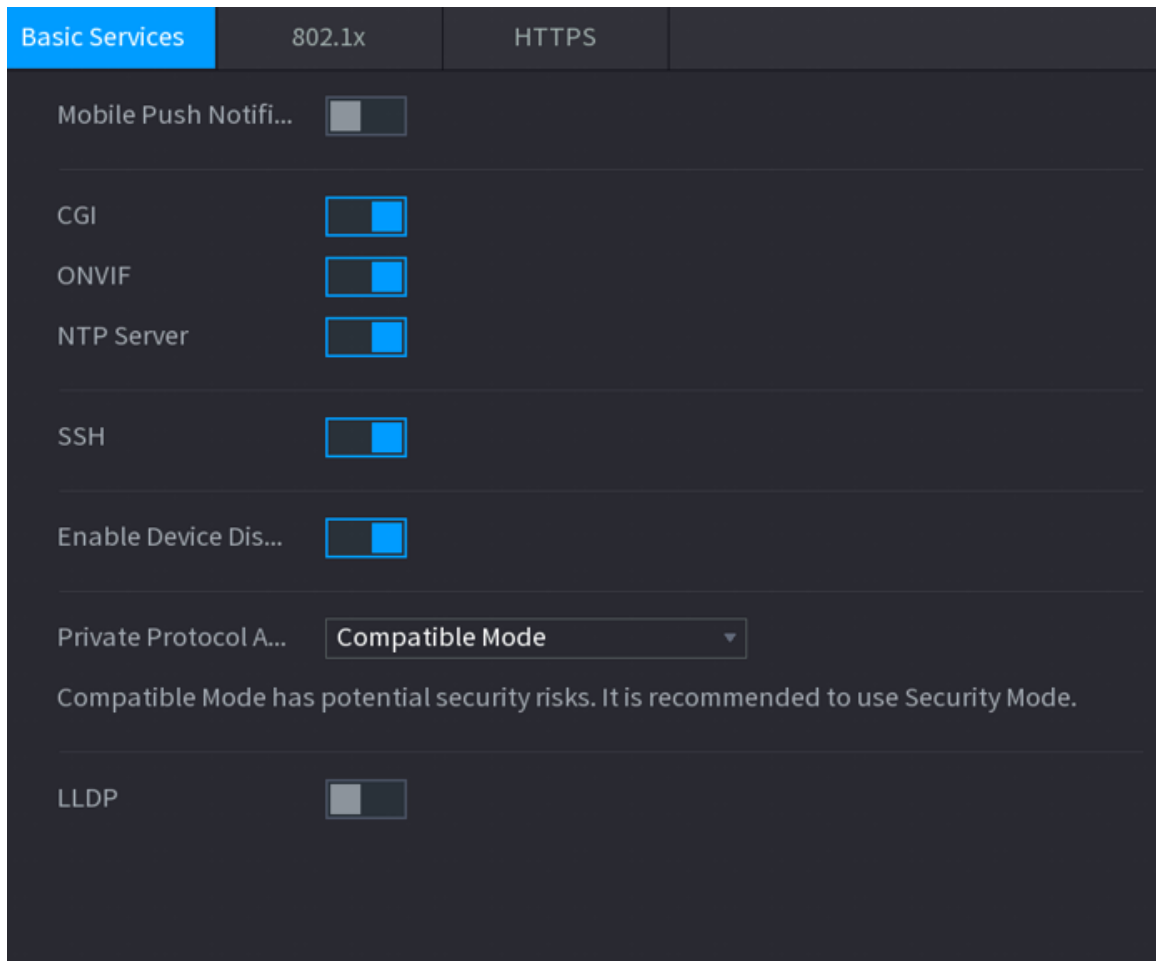 Basic Services 802.1x HTTPS
Mobile Push Notifi...
CGI
ONVIF
NTP Server
SSH
Enable Device Dis...
Private Protocol A... Compatible Mode
Compatible Mode has potential security risks. It is recommended to use Security Mode.
LLDP